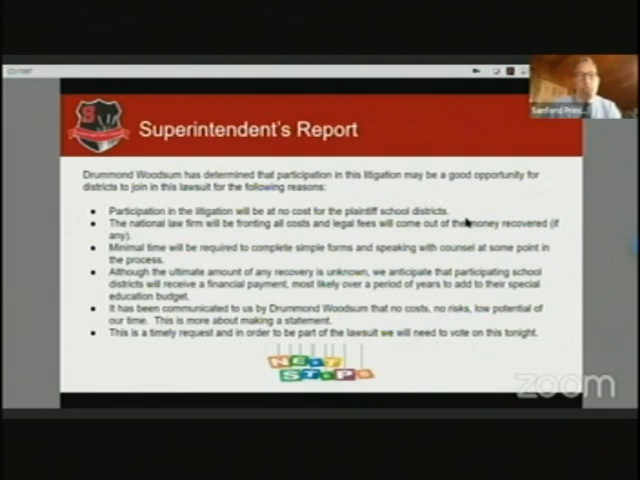 Sanford Princ...
S
Superintendent's Report
Drummond Woodsum has determined that participation in this litigation may be a good opportunity for
districts to join in this lawsuit for the following reasons:
• Participation in the litigation will be at no cost for the plaintiff school districts.
• The national law firm will be fronting all costs and legal fees will come out of the money recovered (if
any).
• Minimal time will be required to complete simple forms and speaking with counsel at some point in
the process.
• Although the ultimate amount of any recovery is unknown, we anticipate that participating school
districts will receive a financial payment, most likely over a period of years to add to their special
education budget.
• It has been communicated to us by Drummond Woodsum that no costs, no risks, low potential of
our time. This is more about making a statement.
• This is a timely request and in order to be part of the lawsuit we will need to vote on this tonight.
NEXT
STEPS
zoom